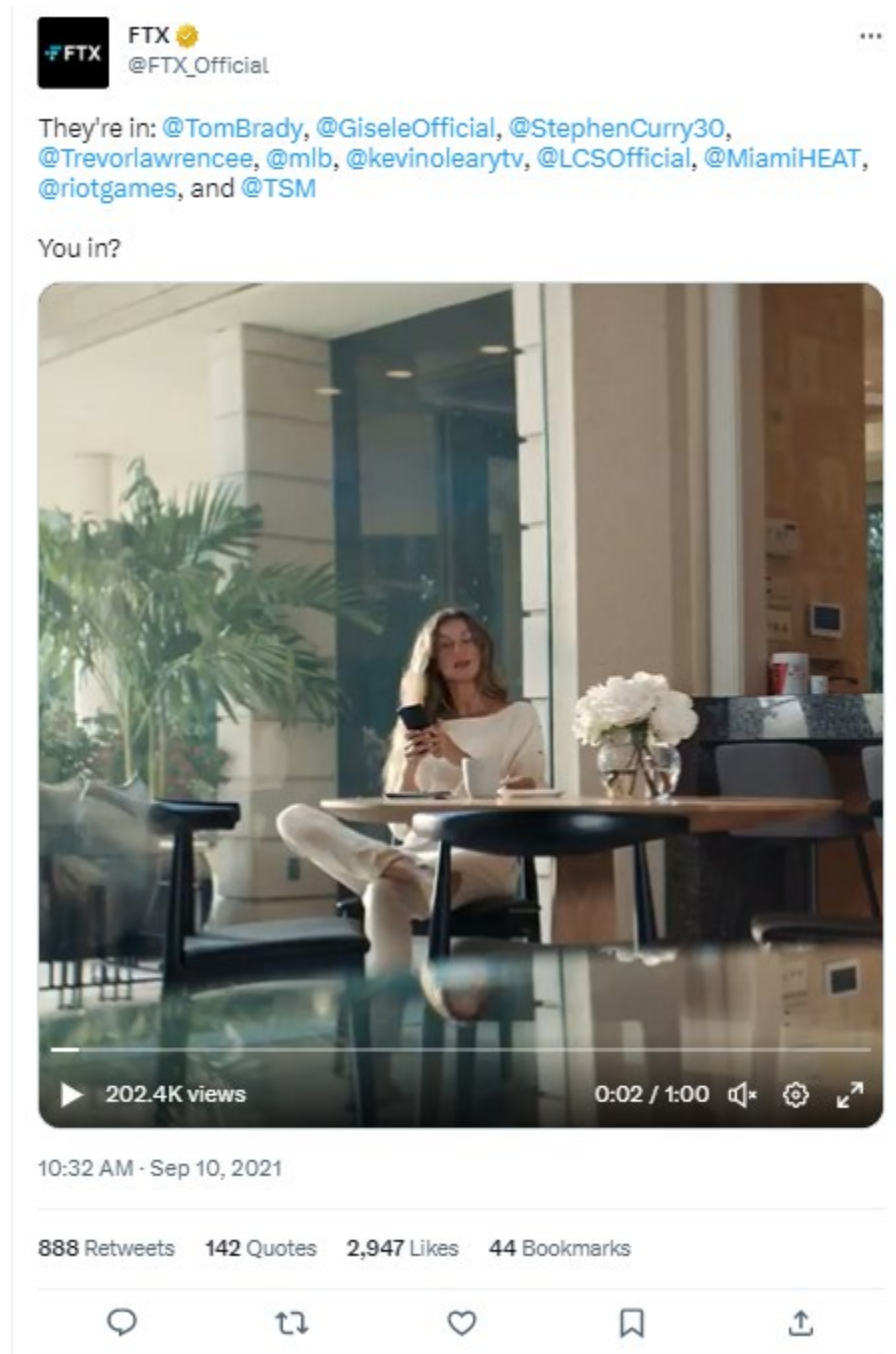 FTX
FTX
@FTX_Official
They're in: @TomBrady, @GiseleOfficial, @StephenCurry30,
@Trevorlawrencee, @mlb, @kevinolearytv, @LCSOfficial, @MiamiHEAT,
@riotgames, and @TSM
You in?
202.4K views
0:02 / 1:00
10:32 AM · Sep 10, 2021
888 Retweets 142 Quotes 2,947 Likes 44 Bookmarks